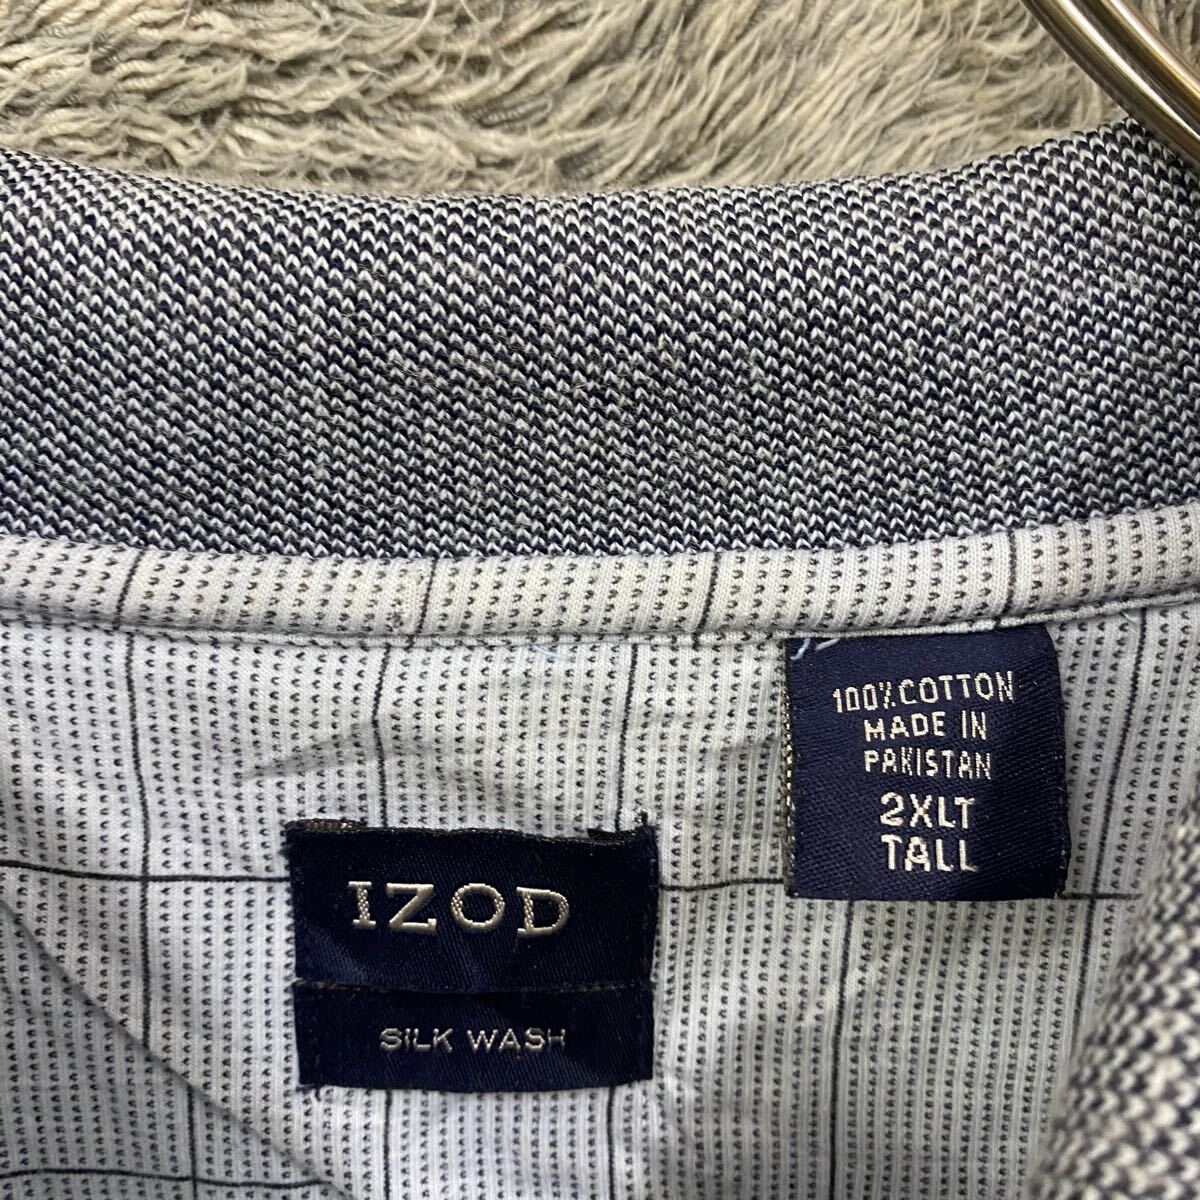 100% COTTON
MADE IN
PAKISTAN
2XLT
TALL
IZOD
SILK WASH